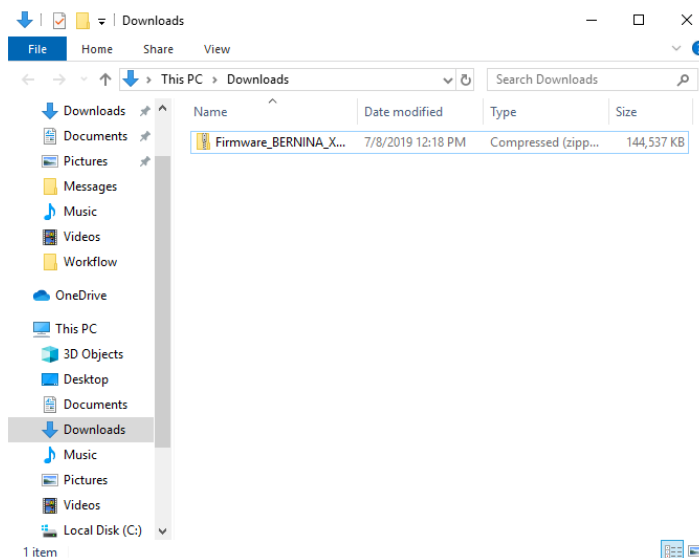 Downloads
File Home Share View
This PC Downloads Search Downloads
Downloads
Documents
Pictures
Messages
Music
Videos
Workflow
OneDrive
This PC
3D Objects
Desktop
Documents
Downloads
Music
Pictures
Videos
Local Disk (C:)
Name Date modified Type Size
Firmware_BERNINA_X... 7/8/2019 12:18 PM Compressed (zipp... 144,537 KB
1 item